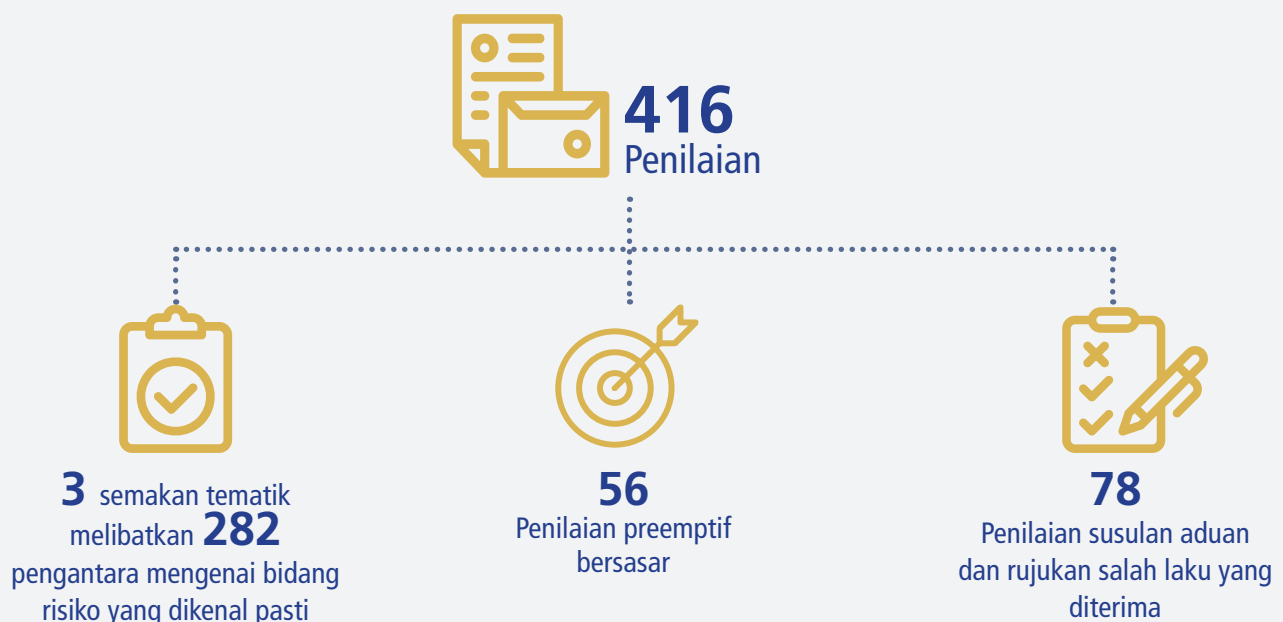 416
Penilaian
3 semakan tematik
melibatkan 282
pengantara mengenai bidang
risiko yang dikenal pasti
56
Penilaian preemptif
bersasar
78
Penilaian susulan aduan
dan rujukan salah laku yang
diterima